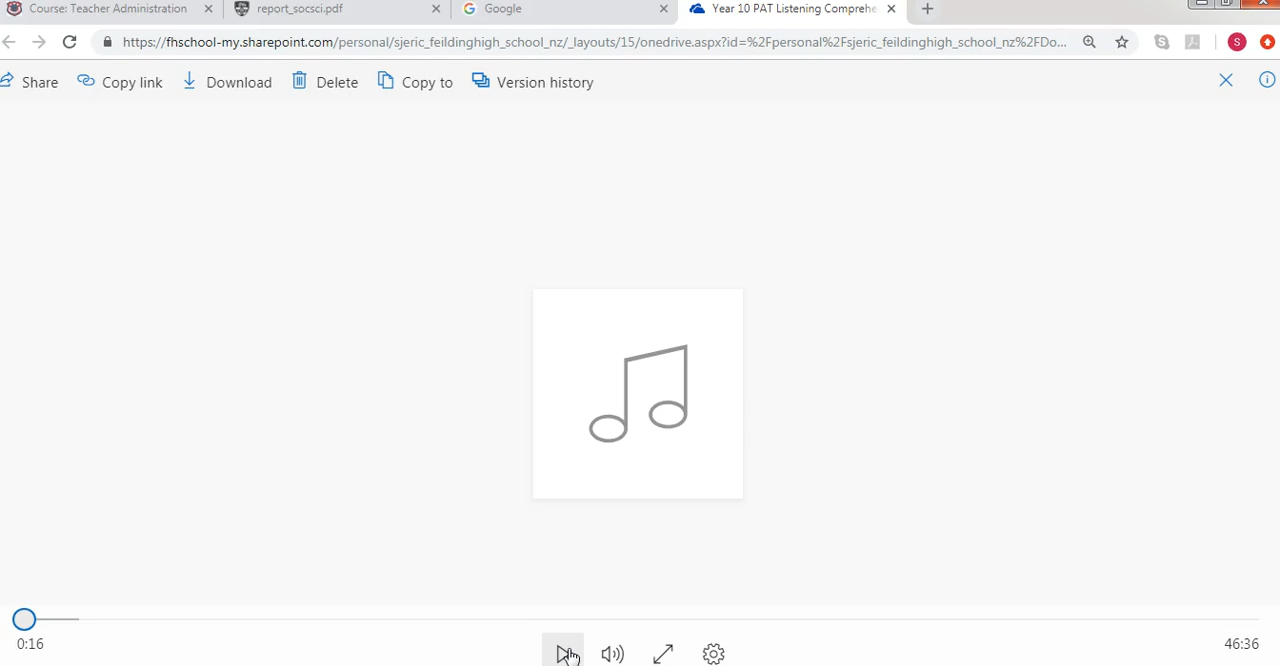 Course: Teacher Administration
report_socsci.pdf
Google
Year 10 PAT Listening Comprehe
https://fhschool-my.sharepoint.com/personal/sjeric_feildinghigh_school_nz/_layouts/15/onedrive.aspx?id=%2Fpersonal%2Fsjeric_feildinghigh_school_nz%2FDo...
S
Share Copy link Download Delete Copy to Version history
0:16
46:36